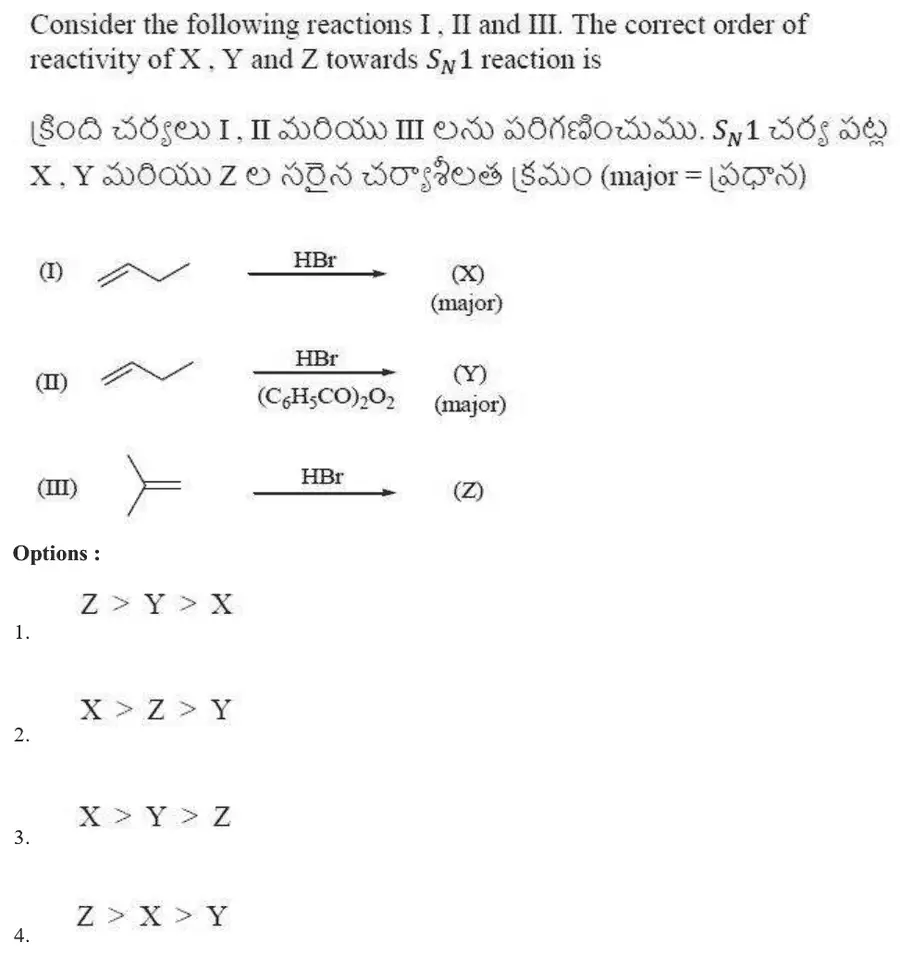 Consider the following reactions I , II and III. The correct order of
reactivity of X , Y and Z towards S_N1 reaction is
క్రింది చర్యలు I , II మరియు III లను పరిగణించుము. S_N1 చర్య పట్ల
X , Y మరియు Z ల సరైన చర్యాశీలత క్రమం (major = ప్రధాన)
(I) HBr (X)
(major)
(II) HBr (Y)
(C₆H₅CO)₂O₂ (major)
(III) HBr (Z)
Options :
Z > Y > X
1.
X > Z > Y
2.
X > Y > Z
3.
Z > X > Y
4.